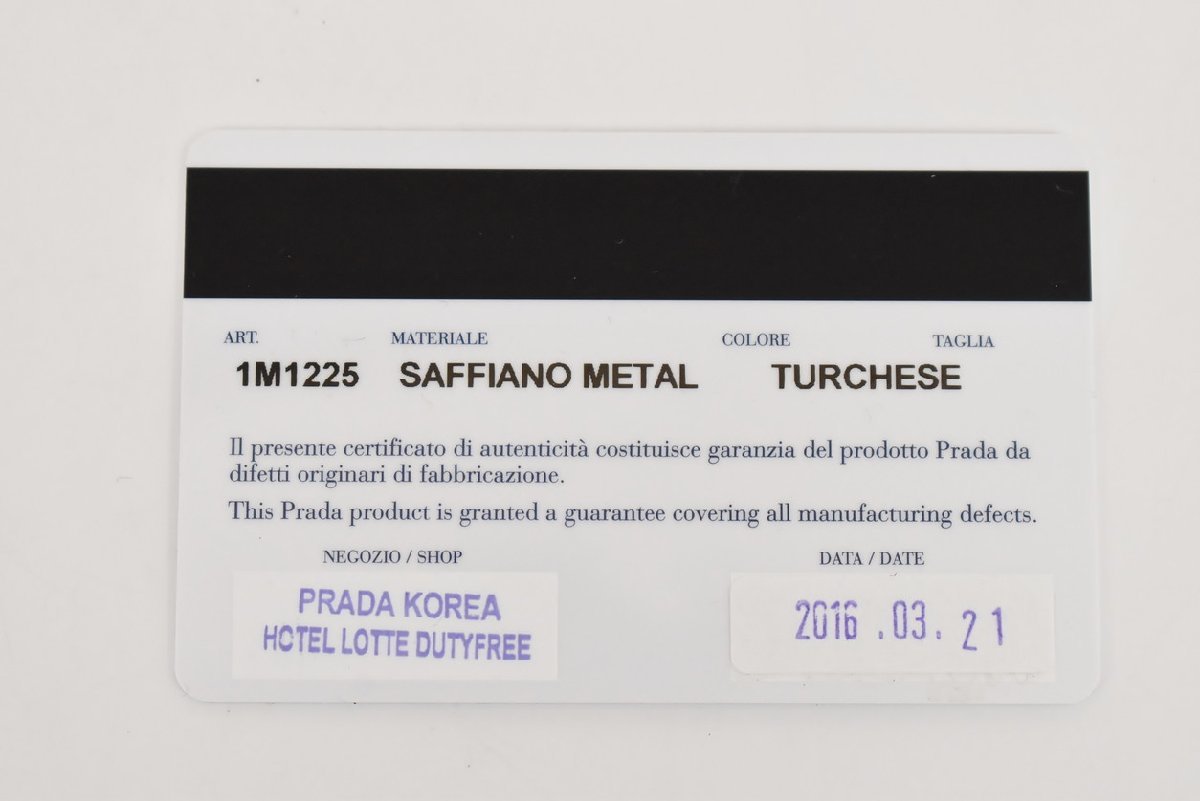 ART. MATERIALE COLORE TAGLIA
1M1225 SAFFIANO METAL TURCHESE
Il presente certificato di autenticità costituisce garanzia del prodotto Prada da
difetti originari di fabbricazione.
This Prada product is granted a guarantee covering all manufacturing defects.
NEGOZIO / SHOP DATA / DATE
PRADA KOREA
HOTEL LOTTE DUTYFREE
2016 .03. 21